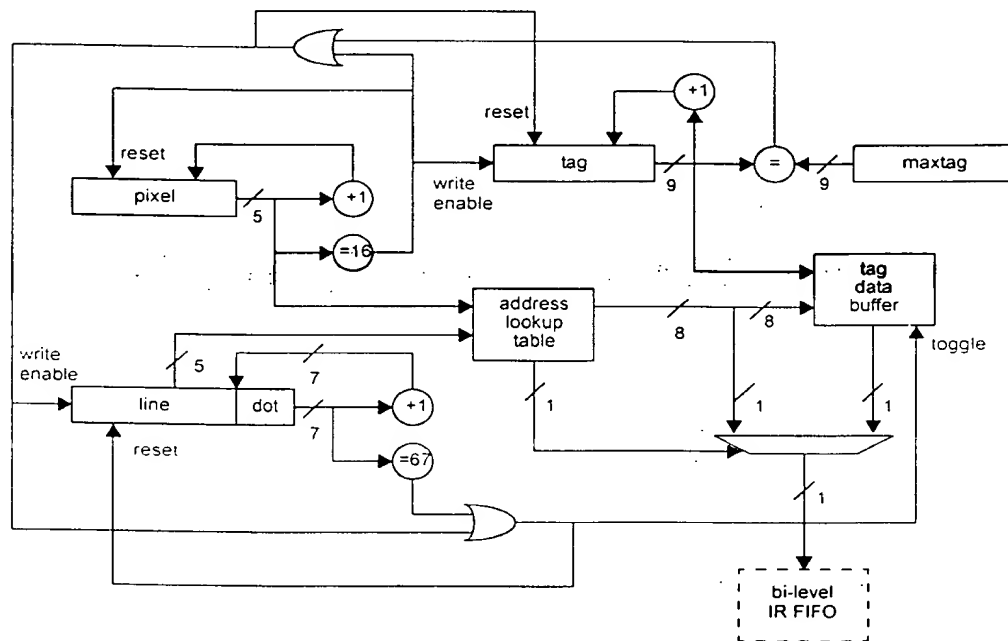 +1
reset
reset
tag
=
maxtag
9
9
write
enable
pixel
5
+1
=16
tag
data
buffer
address
lookup
table
8
8
toggle
write
enable
5
7
line
dot
7
+1
1
1
1
reset
=67
1
bi-level
IR FIFO